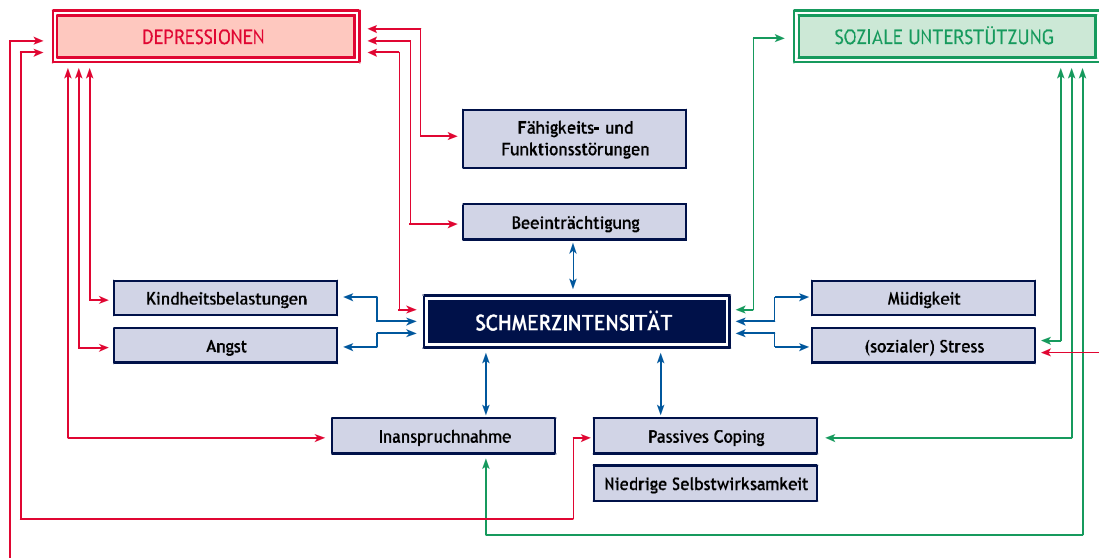 DEPRESSIONEN
SOZIALE UNTERSTÜTZUNG
Fähigkeits- und
Funktionsstörungen
Beeinträchtigung
Kindheitsbelastungen
Müdigkeit
SCHMERZINTENSITÄT
Angst
(sozialer) Stress
Inanspruchnahme
Passives Coping
Niedrige Selbstwirksamkeit